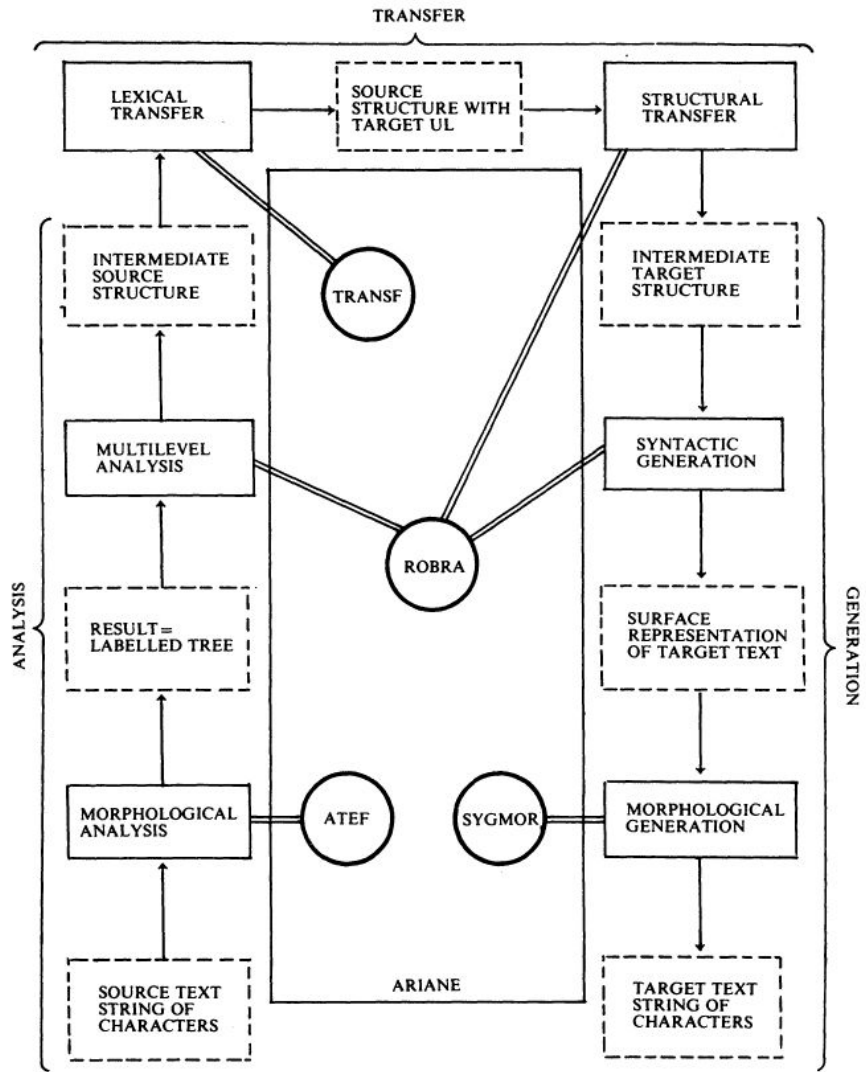 TRANSFER
LEXICAL
TRANSFER
SOURCE
STRUCTURE WITH
TARGET UL
STRUCTURAL
TRANSFER
INTERMEDIATE
SOURCE
STRUCTURE
TRANSF
INTERMEDIATE
TARGET
STRUCTURE
MULTILEVEL
ANALYSIS
SYNTACTIC
GENERATION
ROBRA
ANALYSIS
RESULT=
LABELLED TREE
SURFACE
REPRESENTATION
OF TARGET TEXT
GENERATION
MORPHOLOGICAL
ANALYSIS
ATEF
SYGMOR
MORPHOLOGICAL
GENERATION
SOURCE TEXT
STRING OF
CHARACTERS
ARIANE
TARGET TEXT
STRING OF
CHARACTERS